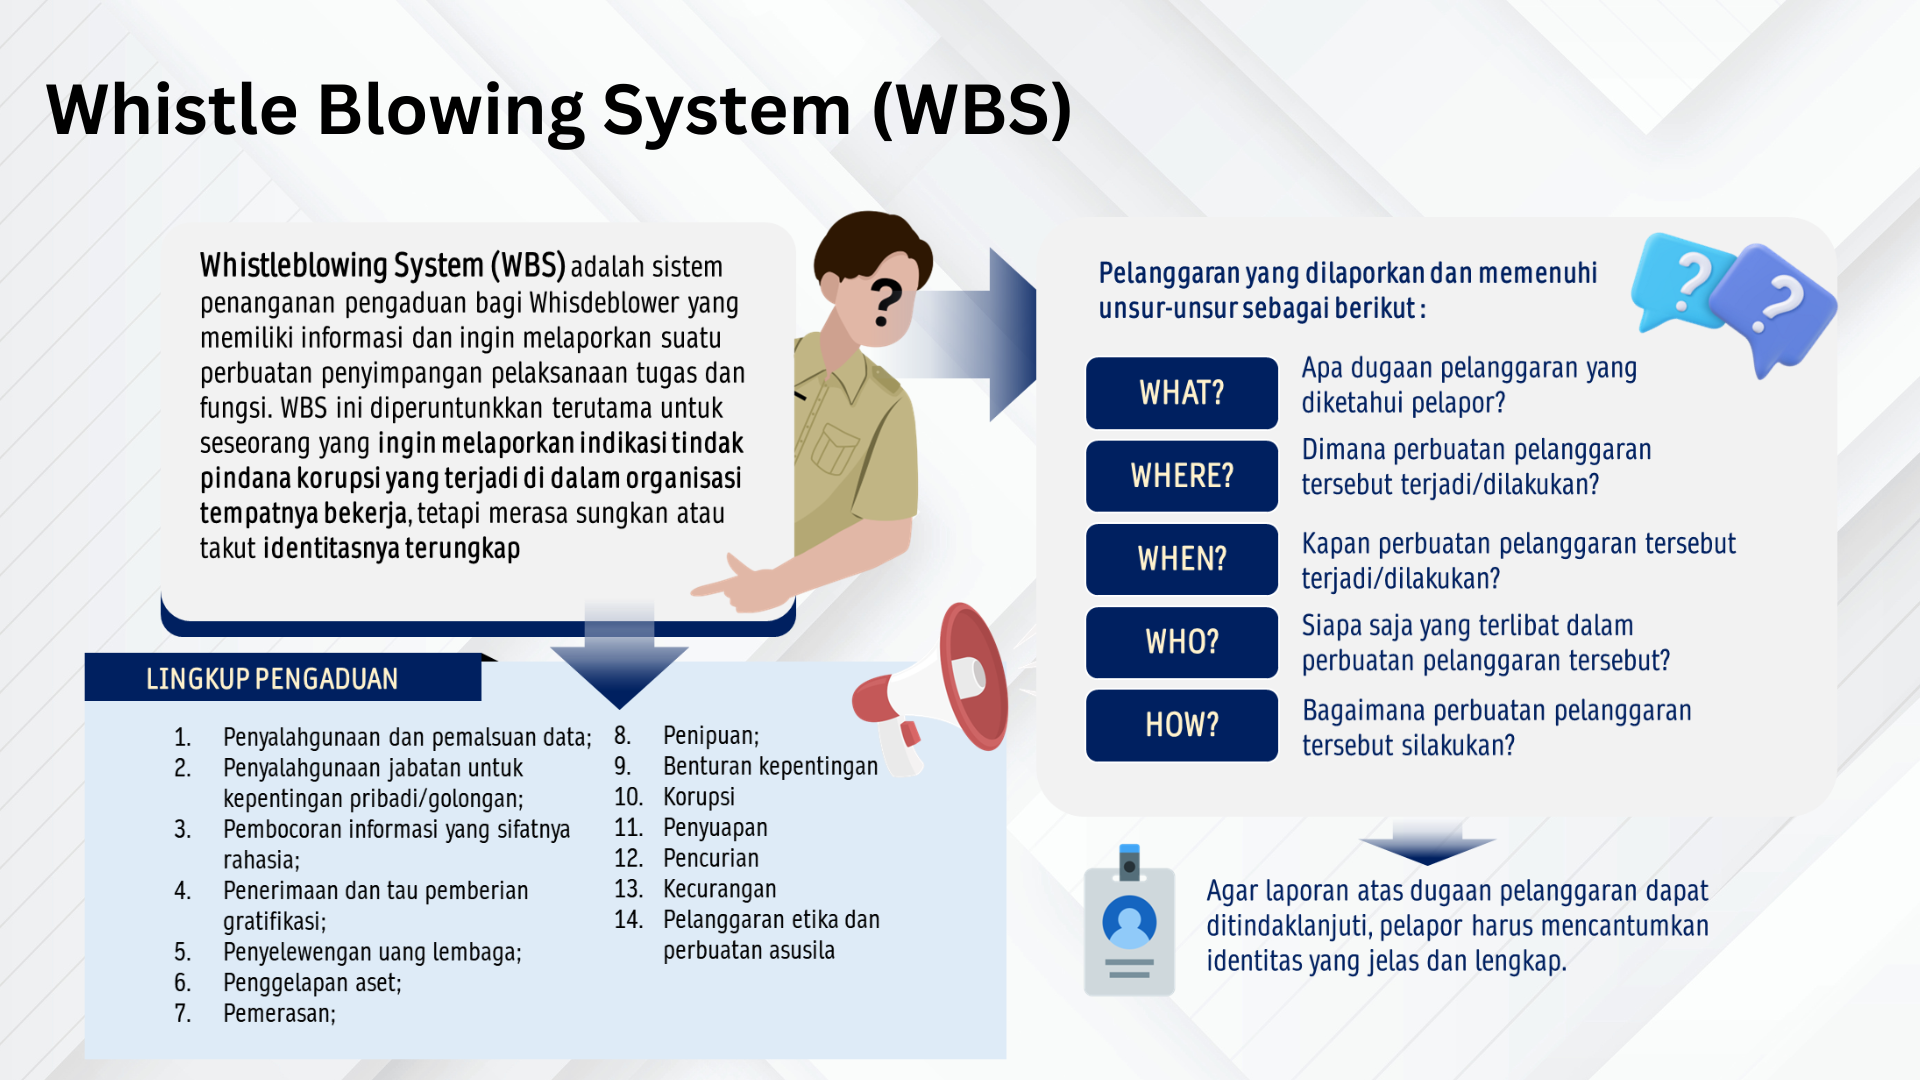 Whistle Blowing System (WBS)
Whistleblowing System (WBS) adalah sistem
penanganan pengaduan bagi Whisdeblower yang
memiliki informasi dan ingin melaporkan suatu
perbuatan penyimpangan pelaksanaan tugas dan
fungsi. WBS ini diperuntunkkan terutama untuk
seseorang yang ingin melaporkan indikasi tindak
pindana korupsi yang terjadi di dalam organisasi
tempatnya bekerja, tetapi merasa sungkan atau
takut identitasnya terungkap
?
LINGKUP PENGADUAN
1. Penyalahgunaan dan pemalsuan data;
2. Penyalahgunaan jabatan untuk
kepentingan pribadi/golongan;
3. Pembocoran informasi yang sifatnya
rahasia;
4. Penerimaan dan tau pemberian
gratifikasi;
5. Penyelewengan uang lembaga;
6. Penggelapan aset;
7. Pemerasan;
8. Penipuan;
9. Benturan kepentingan
10. Korupsi
11. Penyuapan
12. Pencurian
13. Kecurangan
14. Pelanggaran etika dan
perbuatan asusila
Pelanggaran yang dilaporkan dan memenuhi
unsur-unsur sebagai berikut :
? ?
WHAT?
Apa dugaan pelanggaran yang
diketahui pelapor?
WHERE?
Dimana perbuatan pelanggaran
tersebut terjadi/dilakukan?
WHEN?
Kapan perbuatan pelanggaran tersebut
terjadi/dilakukan?
WHO?
Siapa saja yang terlibat dalam
perbuatan pelanggaran tersebut?
HOW?
Bagaimana perbuatan pelanggaran
tersebut silakukan?
Agar laporan atas dugaan pelanggaran dapat
ditindaklanjuti, pelapor harus mencantumkan
identitas yang jelas dan lengkap.